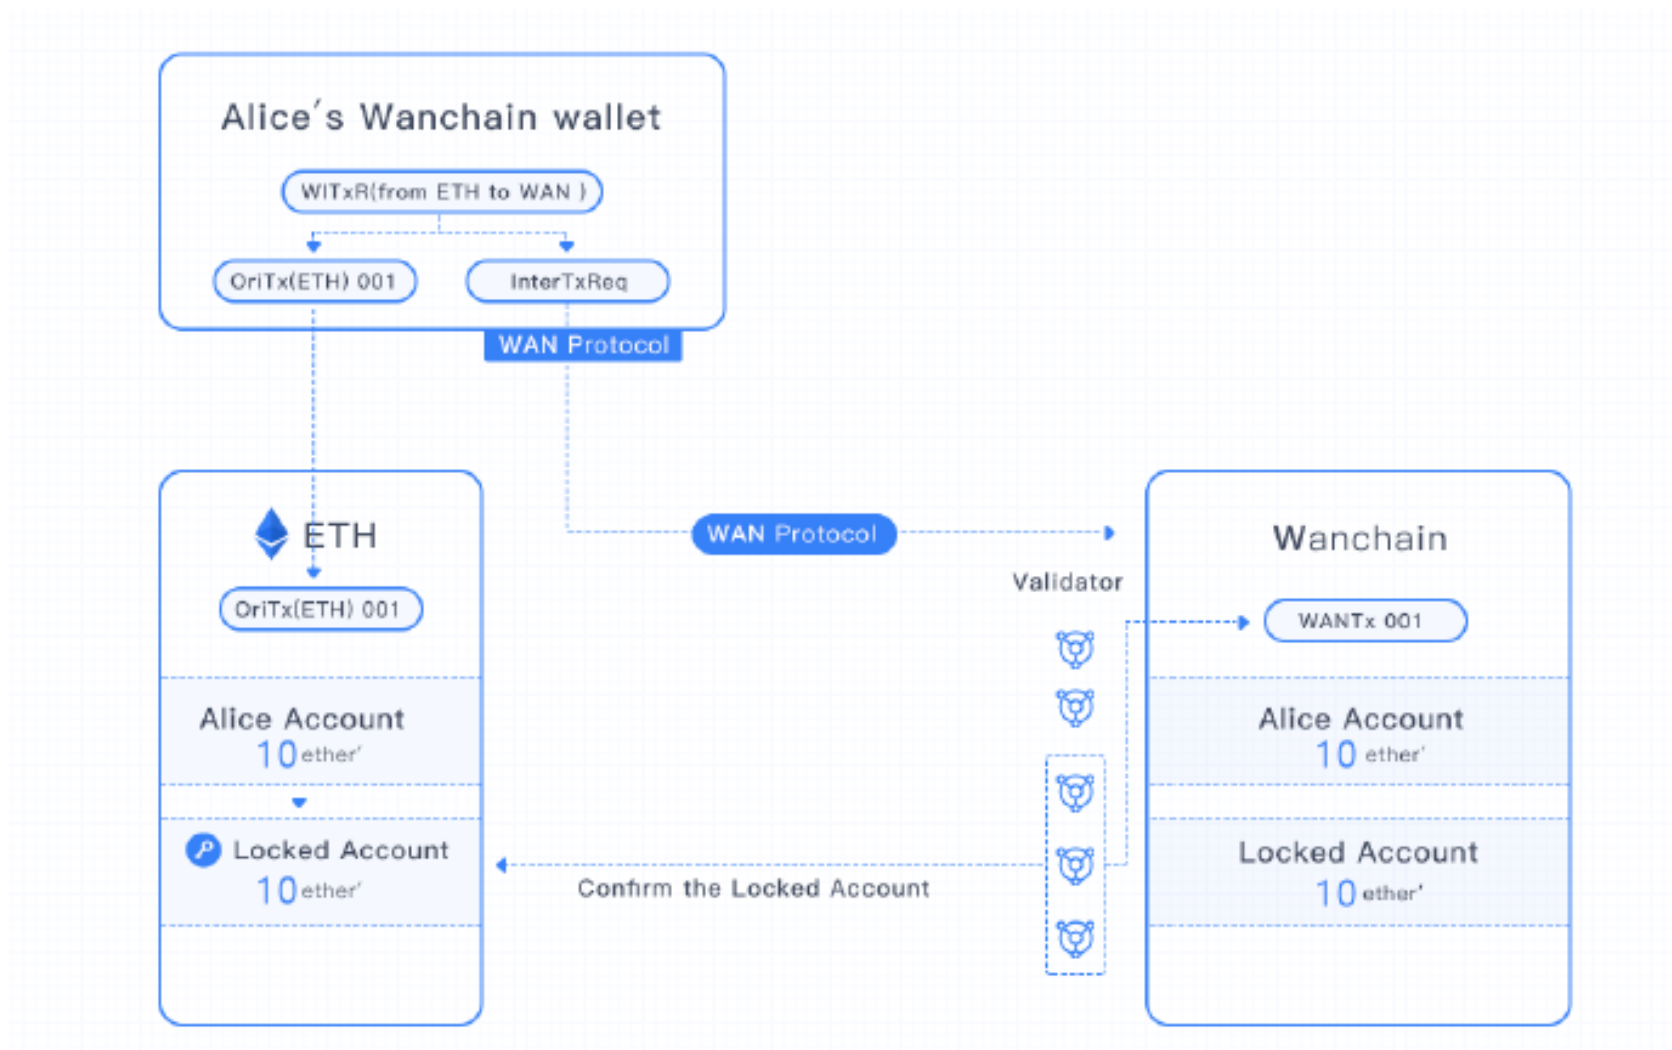 Alice's Wanchain wallet
WITxR(from ETH to WAN )
OriTx(ETH) 001
InterTxReq
WAN Protocol
ETH
OriTx(ETH) 001
Alice Account
10 ether'
Locked Account
10 ether'
WAN Protocol
Validator
Confirm the Locked Account
Wanchain
WANTx 001
Alice Account
10 ether'
Locked Account
10 ether'